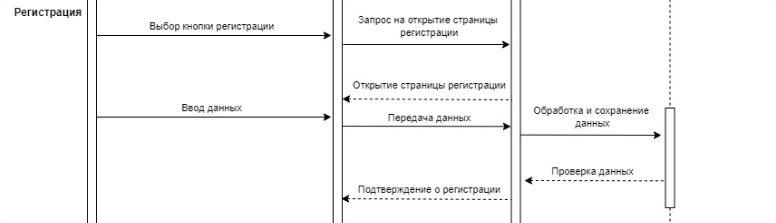 Регистрация
Выбор кнопки регистрации
Запрос на открытие страницы
регистрации
Открытие страницы регистрации
Ввод данных
Передача данных
Обработка и сохранение
данных
Проверка данных
Подтверждение о регистрации